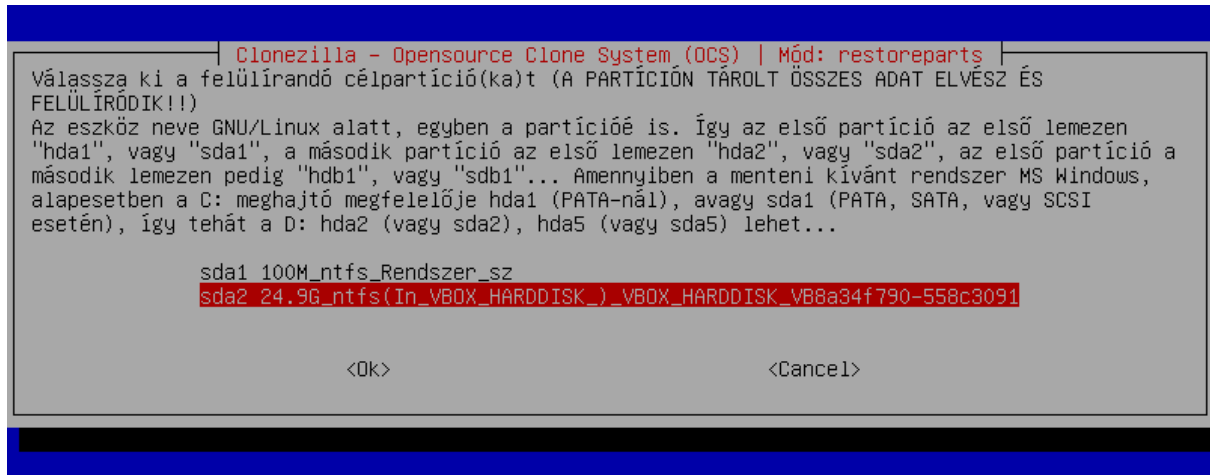 Clonezilla - Opensource Clone System (OCS) | Mód: restoreparts
Válassza ki a felülírandó célpartíció(ka)t (A PARTÍCIÓN TÁROLT ÖSSZES ADAT ELVÉSZ ÉS
FELÜLÍRÓDIK!!)
Az eszköz neve GNU/Linux alatt, egyben a partícióé is. Így az első partíció az első lemezen
"hda1", vagy "sda1", a második partíció az első lemezen "hda2", vagy "sda2", az első partíció a
második lemezen pedig "hdb1", vagy "sdb1"... Amennyiben a menteni kívánt rendszer MS Windows,
alapesetben a C: meghajtó megfelelője hda1 (PATA-nál), avagy sda1 (PATA, SATA, vagy SCSI
esetén), így tehát a D: hda2 (vagy sda2), hda5 (vagy sda5) lehet...
sda1 100M_ntfs_Rendszer_sz
sda2 24.9G_ntfs(In_VBOX_HARDDISK_)_VBOX_HARDDISK_VB8a34f790-558c3091
<Ok> <Cancel>